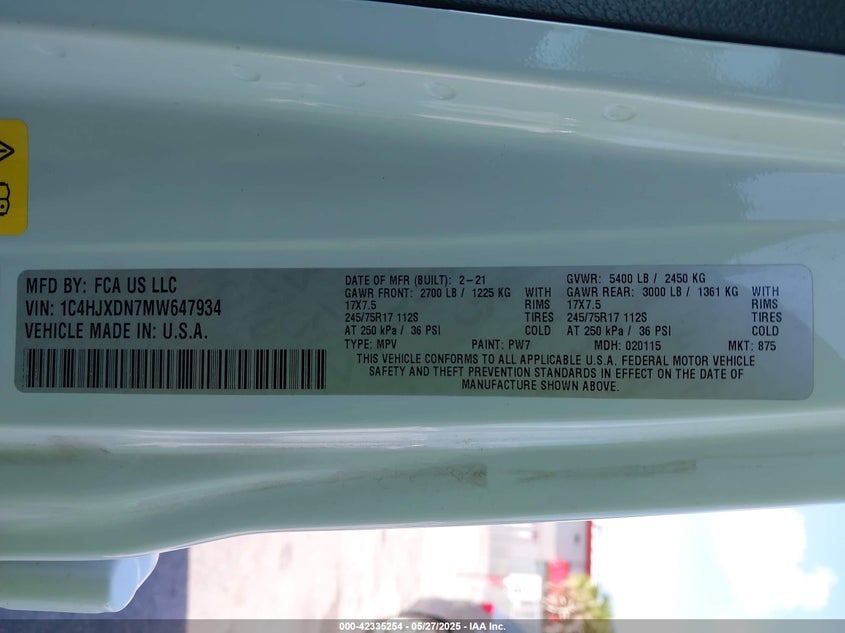 MFD BY: FCA US LLC
VIN: 1C4HJXDN7MW647934
VEHICLE MADE IN: U.S.A.
DATE OF MFR (BUILT): 2-21
GAWR FRONT: 2700 LB / 1225 KG WITH
17X7.5 RIMS
245/75R17 112S TIRES
AT 250 kPa / 36 PSI COLD
TYPE: MPV PAINT: PW7
GVWR: 5400 LB / 2450 KG
GAWR REAR: 3000 LB / 1361 KG WITH
17X7.5 RIMS
245/75R17 112S TIRES
AT 250 kPa / 36 PSI COLD
MDH: 020115 MKT: 875
THIS VEHICLE CONFORMS TO ALL APPLICABLE U.S.A. FEDERAL MOTOR VEHICLE
SAFETY AND THEFT PREVENTION STANDARDS IN EFFECT ON THE DATE OF
MANUFACTURE SHOWN ABOVE.
000-42335254 - 05/27/2025 - IAA Inc.